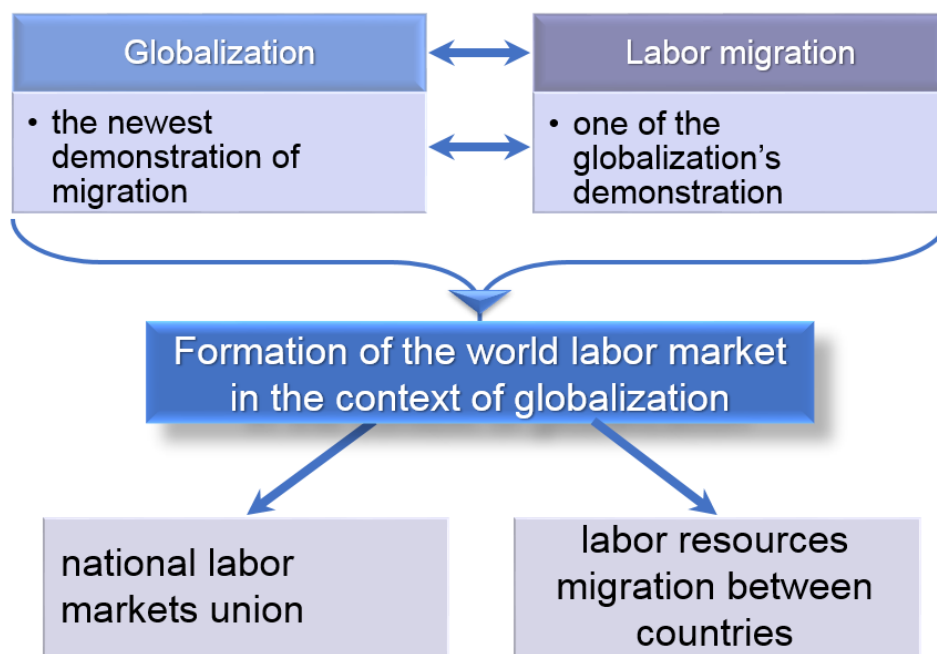 Globalization
Labor migration
• the newest
demonstration of
migration
• one of the
globalization's
demonstration
Formation of the world labor market
in the context of globalization
national labor
markets union
labor resources
migration between
countries